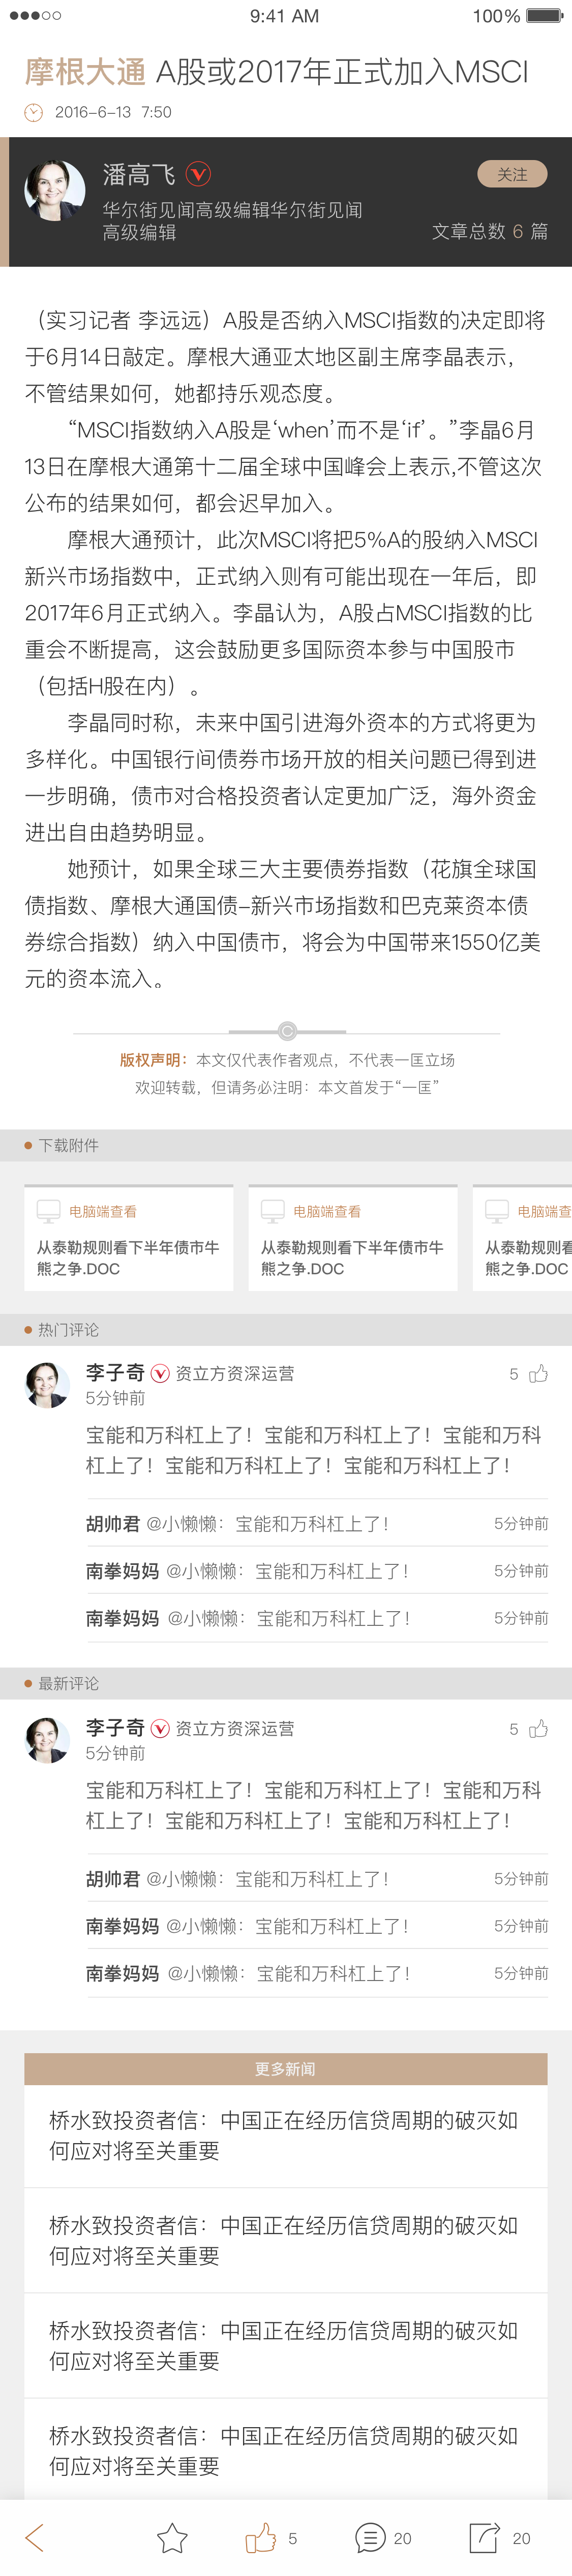 9:41 AM 100%
摩根大通 A股或2017年正式加入MSCI
2016-6-13 7:50
潘高飞 关注
华尔街见闻高级编辑华尔街见闻
高级编辑 文章总数 6 篇
（实习记者 李远远）A股是否纳入MSCI指数的决定即将
于6月14日敲定。摩根大通亚太地区副主席李晶表示，
不管结果如何，她都持乐观态度。
“MSCI指数纳入A股是‘when’而不是‘if’。”李晶6月
13日在摩根大通第十二届全球中国峰会上表示,不管这次
公布的结果如何，都会迟早加入。
摩根大通预计，此次MSCI将把5%A的股纳入MSCI
新兴市场指数中，正式纳入则有可能出现在一年后，即
2017年6月正式纳入。李晶认为，A股占MSCI指数的比
重会不断提高，这会鼓励更多国际资本参与中国股市
（包括H股在内）。
李晶同时称，未来中国引进海外资本的方式将更为
多样化。中国银行间债券市场开放的相关问题已得到进
一步明确，债市对合格投资者认定更加广泛，海外资金
进出自由趋势明显。
她预计，如果全球三大主要债券指数（花旗全球国
债指数、摩根大通国债-新兴市场指数和巴克莱资本债
券综合指数）纳入中国债市，将会为中国带来1550亿美
元的资本流入。
版权声明：本文仅代表作者观点，不代表一匡立场
欢迎转载，但请务必注明：本文首发于“一匡”
下载附件
电脑端查看 电脑端查看 电脑端查看
从泰勒规则看下半年债市牛 从泰勒规则看下半年债市牛 从泰勒规则看
熊之争.DOC 熊之争.DOC 熊之争.DOC
热门评论
李子奇 资立方资深运营 5
5分钟前
宝能和万科杠上了！宝能和万科杠上了！宝能和万科
杠上了！宝能和万科杠上了！宝能和万科杠上了！
胡帅君 @小懒懒：宝能和万科杠上了！ 5分钟前
南拳妈妈 @小懒懒：宝能和万科杠上了！ 5分钟前
南拳妈妈 @小懒懒：宝能和万科杠上了！ 5分钟前
最新评论
李子奇 资立方资深运营 5
5分钟前
宝能和万科杠上了！宝能和万科杠上了！宝能和万科
杠上了！宝能和万科杠上了！宝能和万科杠上了！
胡帅君 @小懒懒：宝能和万科杠上了！ 5分钟前
南拳妈妈 @小懒懒：宝能和万科杠上了！ 5分钟前
南拳妈妈 @小懒懒：宝能和万科杠上了！ 5分钟前
更多新闻
桥水致投资者信：中国正在经历信贷周期的破灭如
何应对将至关重要
桥水致投资者信：中国正在经历信贷周期的破灭如
何应对将至关重要
桥水致投资者信：中国正在经历信贷周期的破灭如
何应对将至关重要
桥水致投资者信：中国正在经历信贷周期的破灭如
何应对将至关重要
5 20 20